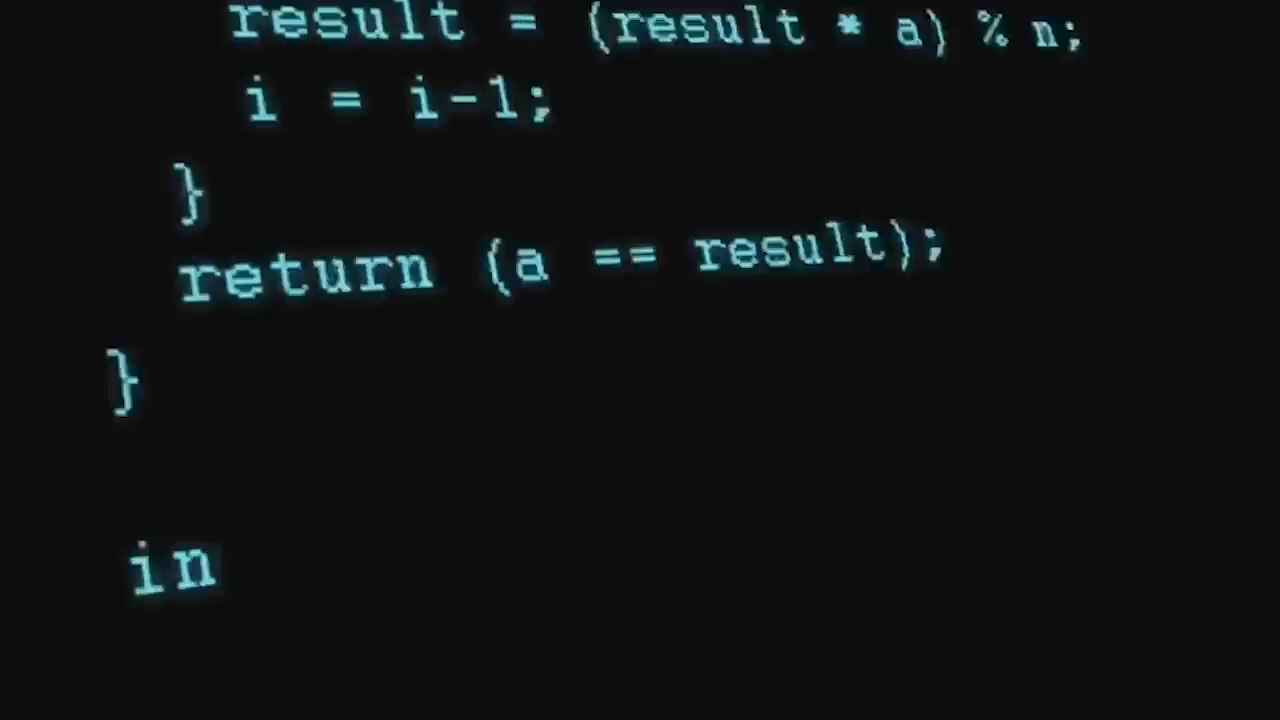 result = (result * a) % n;
i = i-1;
}
return (a == result);
}
in